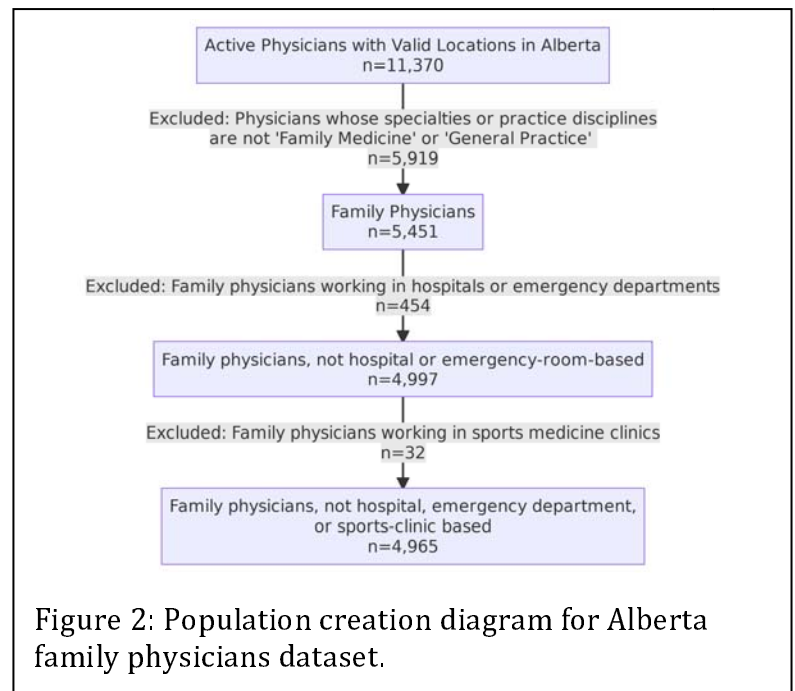 Active Physicians with Valid Locations in Alberta
n=11,370
Excluded: Physicians whose specialties or practice disciplines
are not 'Family Medicine' or 'General Practice'
n=5,919
Family Physicians
n=5,451
Excluded: Family physicians working in hospitals or emergency departments
n=454
Family physicians, not hospital or emergency-room-based
n=4,997
Excluded: Family physicians working in sports medicine clinics
n=32
Family physicians, not hospital, emergency department,
or sports-clinic based
n=4,965
Figure 2: Population creation diagram for Alberta
family physicians dataset.